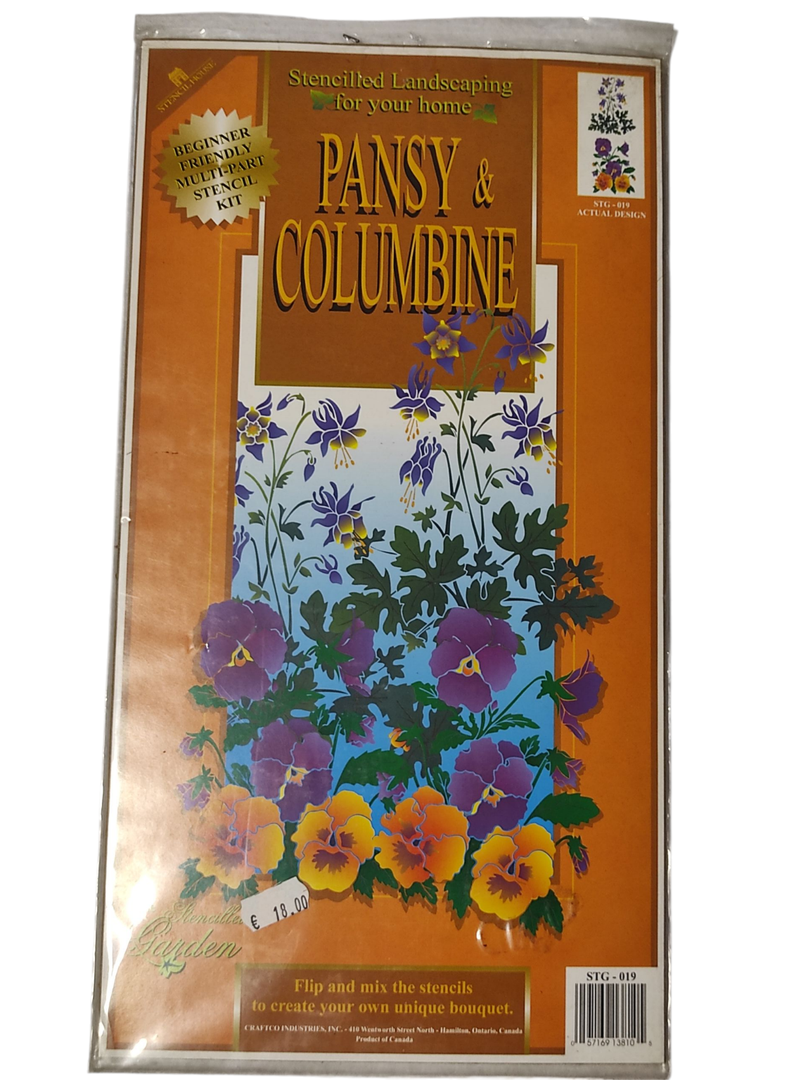 STENCIL HOUSE
Stencilled Landscaping
for your home
BEGINNER
FRIENDLY
MULTI-PART
STENCIL
KIT
PANSY &
COLUMBINE
STG - 019
ACTUAL DESIGN
€ 18.00
Stencilled
Garden
Flip and mix the stencils
to create your own unique bouquet.
CRAFTCO INDUSTRIES, INC. - 410 Wentworth Street North - Hamilton, Ontario, Canada
Product of Canada
STG - 019
0 57169 13810 5